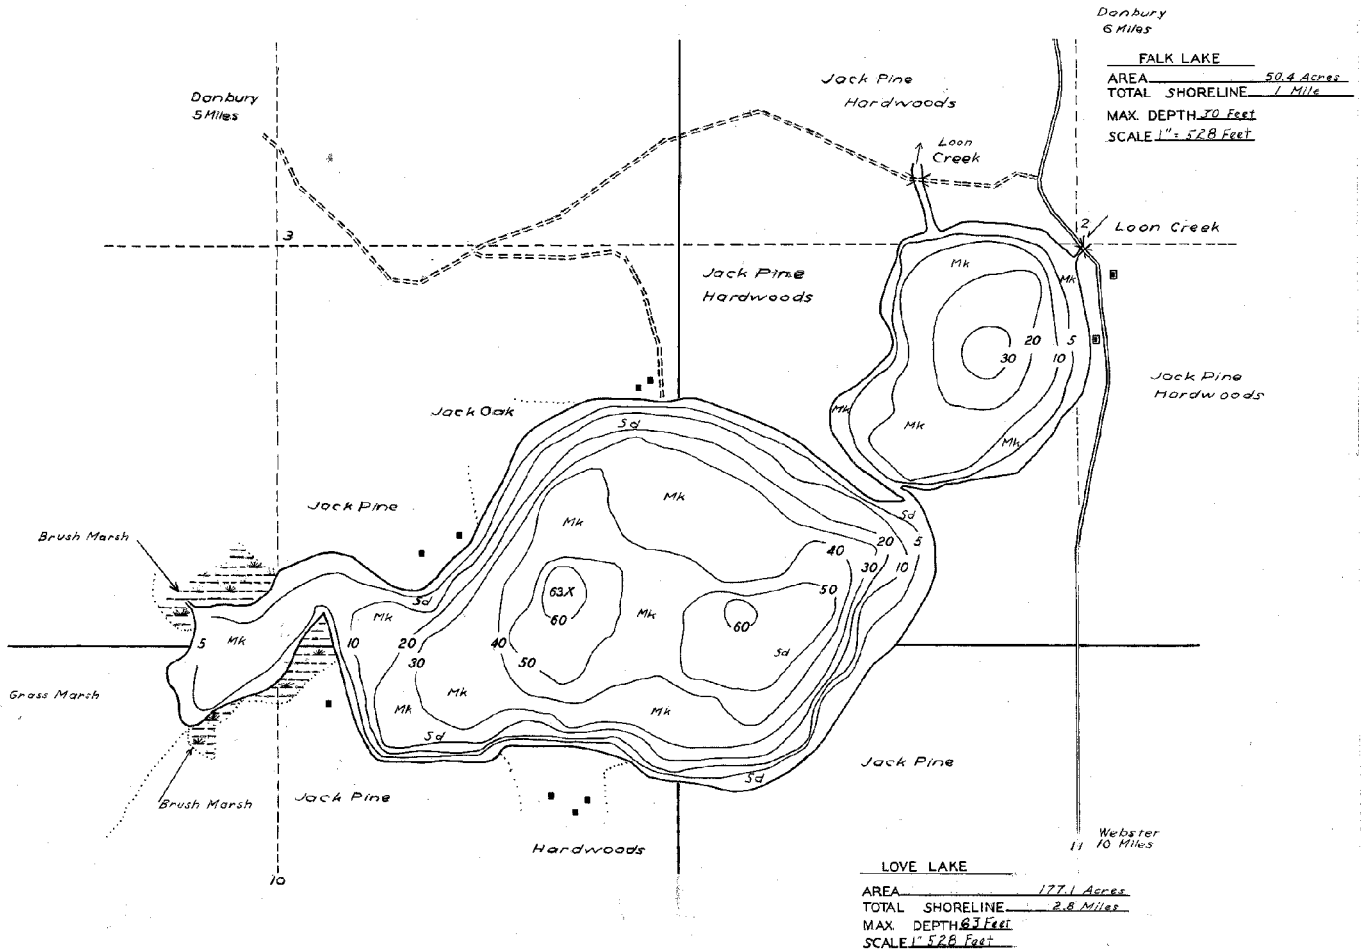 Danbury
6 Miles
FALK LAKE
AREA 50.4 Acres
TOTAL SHORELINE 1 Mile
MAX. DEPTH 30 Feet
SCALE 1"= 528 Feet
Jack Pine
Hardwoods
Danbury
5 Miles
Loon
Creek
3
2
Loon Creek
Mk
Mk
Jack Pine
Hardwoods
20
5
30
10
Jack Pine
Hardwoods
Mk
Mk
Mk
Jack Oak
Sd
Mk
Jack Pine
Mk
Sd
Brush Marsh
20
5
40
30
10
50
63X
Sd
60
Mk
Mk
60
5
Mk
10
20
40
30
50
Sd
Grass Marsh
Mk
Mk
Mk
Sd
Sd
Jack Pine
Brush Marsh
Jack Pine
Hardwoods
Webster
11 10 Miles
10
LOVE LAKE
AREA 177.1 Acres
TOTAL SHORELINE 2.8 Miles
MAX. DEPTH 63 Feet
SCALE 1" 528 Feet